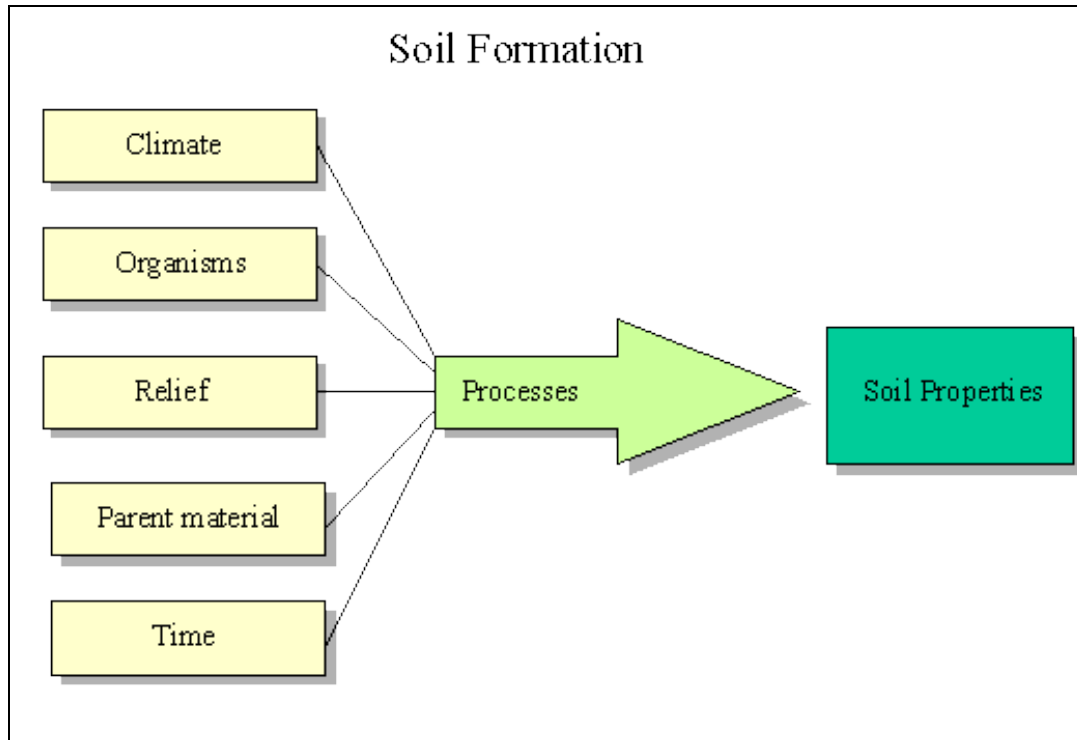 Soil Formation
Climate
Organisms
Relief
Parent material
Time
Processes
Soil Properties